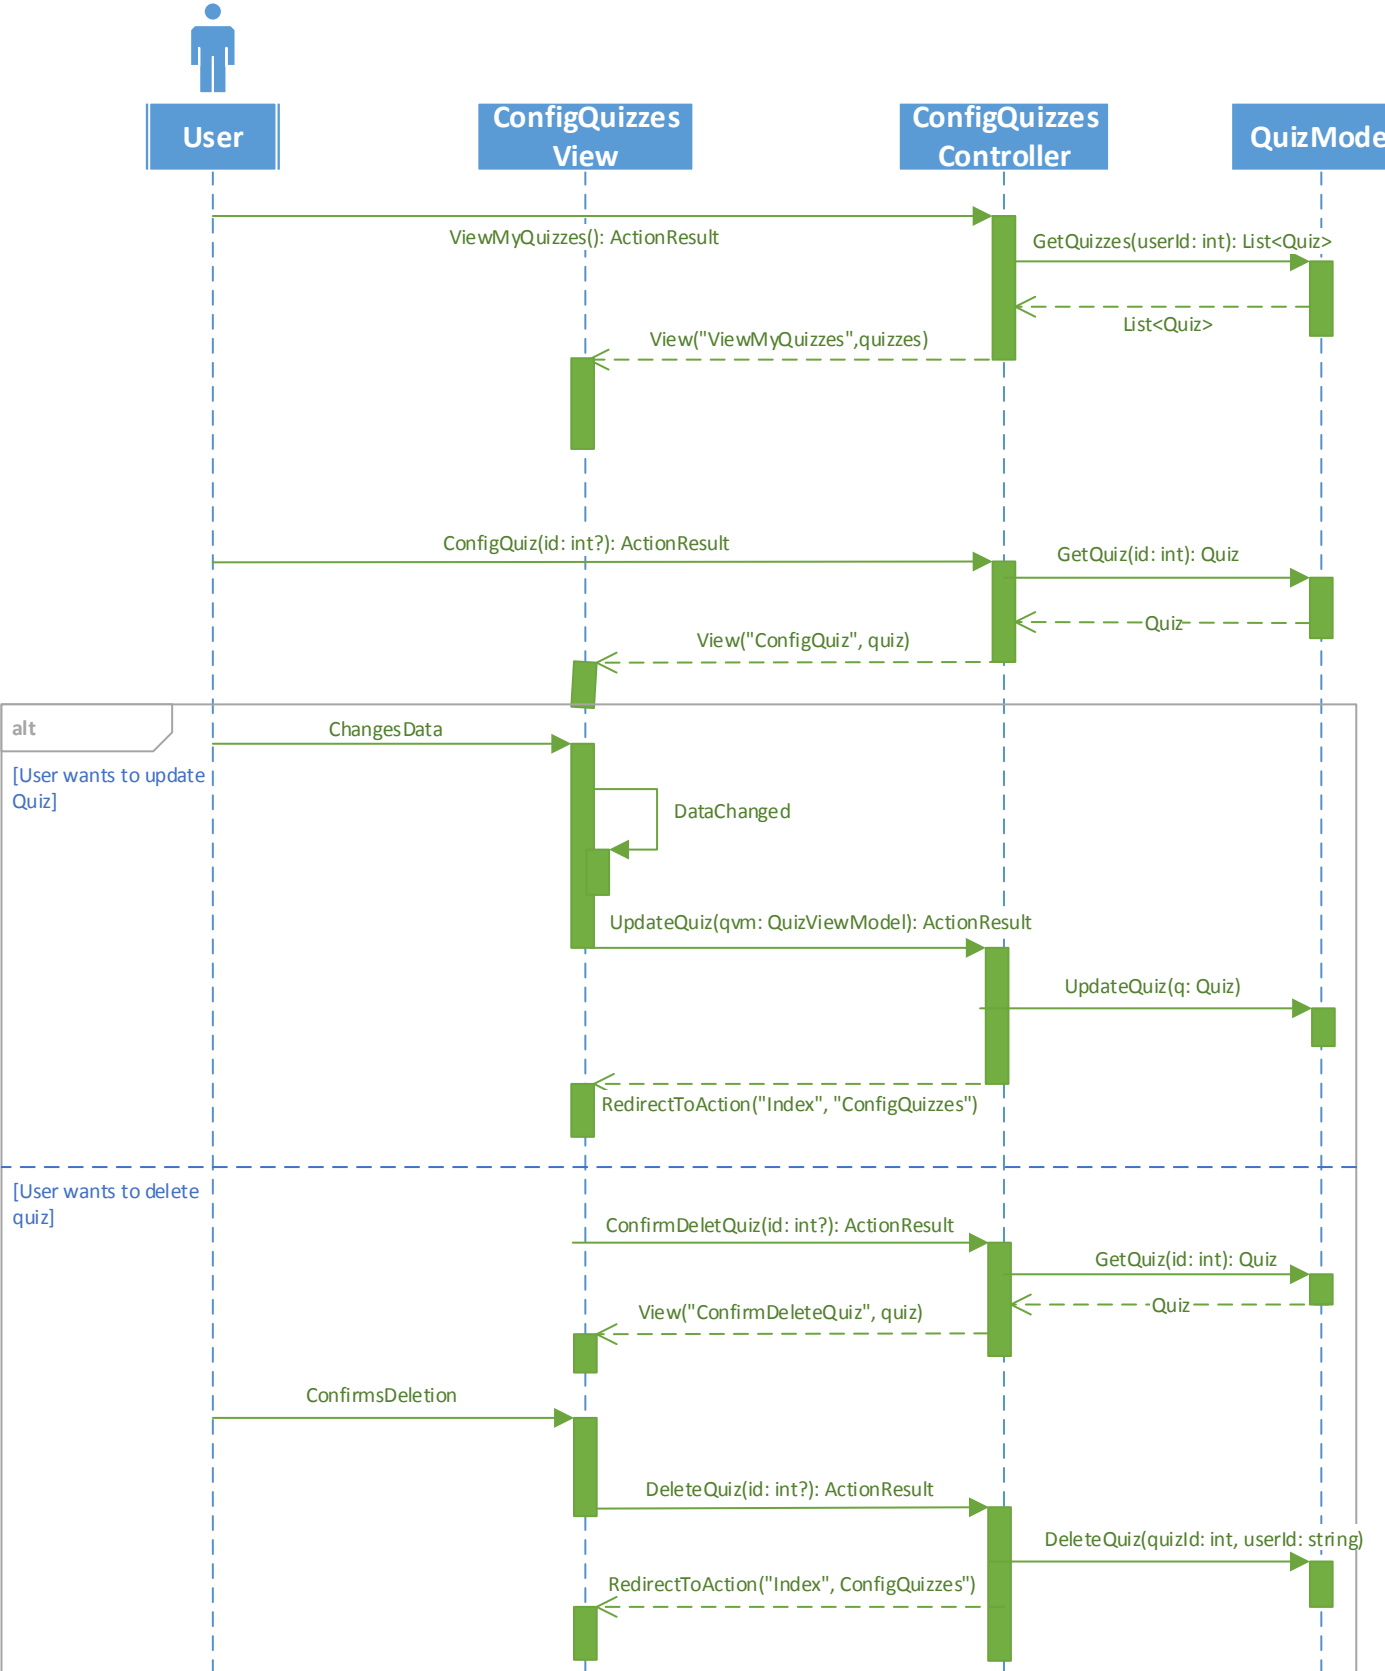 User
ConfigQuizzes
View
ConfigQuizzes
Controller
QuizMode
ViewMyQuizzes(): ActionResult
GetQuizzes(userId: int): List<Quiz>
List<Quiz>
View("ViewMyQuizzes",quizzes)
ConfigQuiz(id: int?): ActionResult
GetQuiz(id: int): Quiz
Quiz
View("ConfigQuiz", quiz)
alt
ChangesData
[User wants to update
Quiz]
DataChanged
UpdateQuiz(qvm: QuizViewModel): ActionResult
UpdateQuiz(q: Quiz)
RedirectToAction("Index", "ConfigQuizzes")
[User wants to delete
quiz]
ConfirmDeletQuiz(id: int?): ActionResult
GetQuiz(id: int): Quiz
Quiz
View("ConfirmDeleteQuiz", quiz)
ConfirmsDeletion
DeleteQuiz(id: int?): ActionResult
DeleteQuiz(quizId: int, userId: string)
RedirectToAction("Index", ConfigQuizzes")